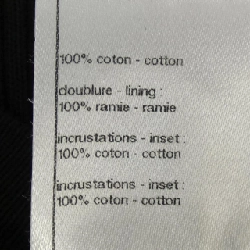 100% coton - cotton
doublure - lining :
100% ramie - ramie
incrustations - inset :
100% coton - cotton
incrustations - inset :
100% coton - cotton